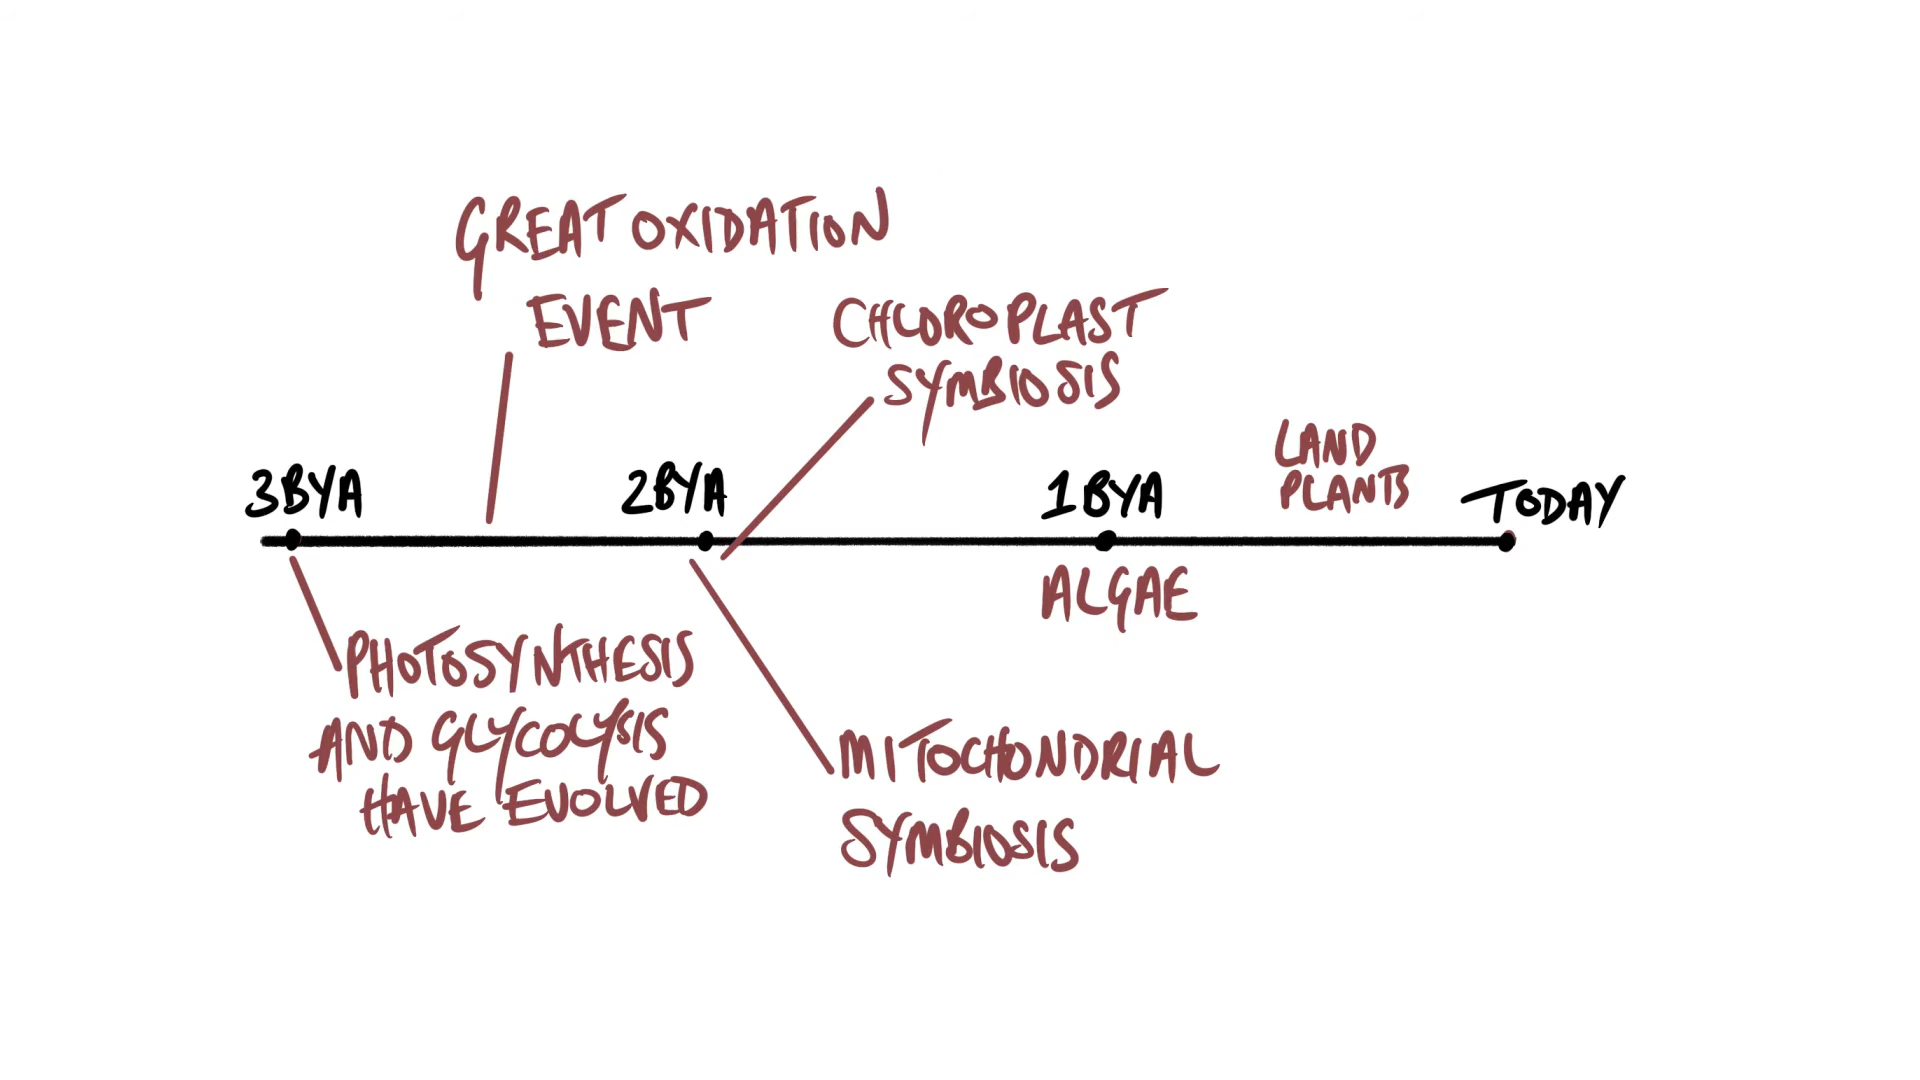 GREAT OXIDATION
EVENT
CHLOROPLAST
SYMBIOSIS
LAND
PLANTS
3BYA
2BYA
1BYA
TODAY
ALGAE
PHOTOSYNTHESIS
AND GLYCOLYSIS
HAVE EVOLVED
MITOCHONDRIAL
SYMBIOSIS